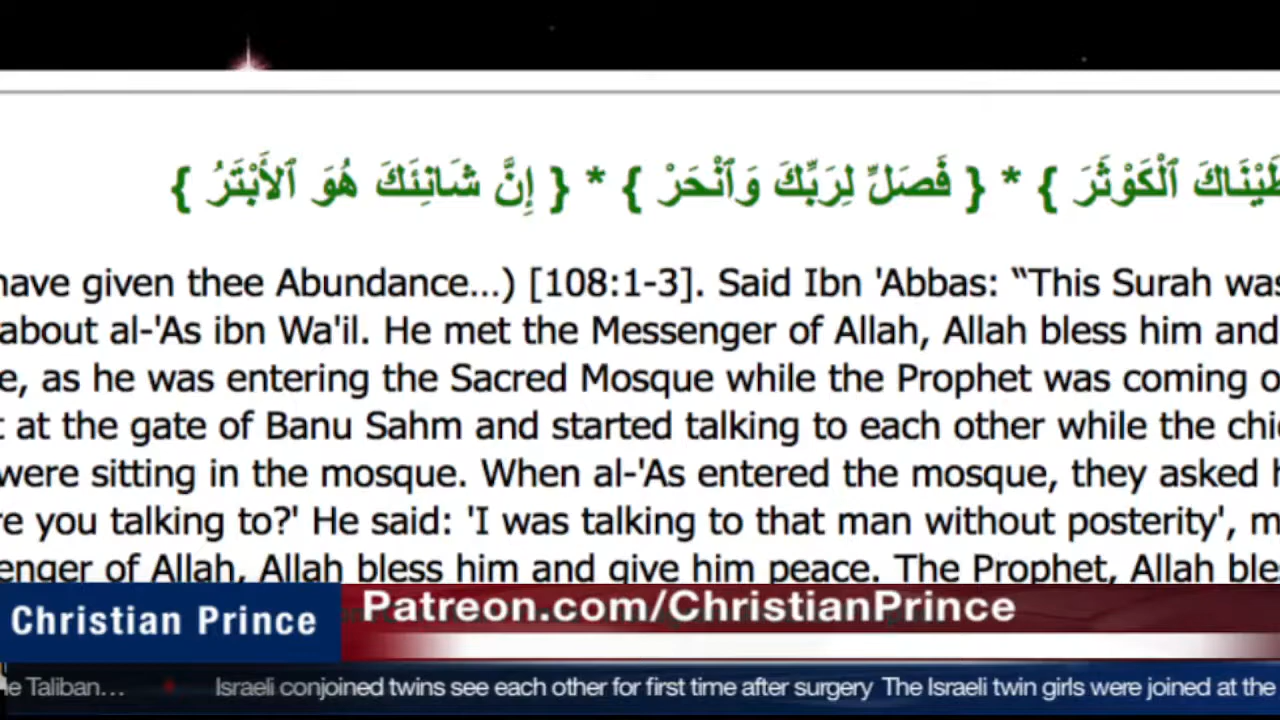 فَصَلِّ لِرَبِّكَ وَٱنْحَرْ } * { إِنَّ شَانِئَكَ هُوَ ٱلأَبْتَرُ } * { ٱلْكَوْثَرَ }
have given thee Abundance...) [108:1-3]. Said Ibn 'Abbas: “This Surah was
about al-'As ibn Wa'il. He met the Messenger of Allah, Allah bless him and
as he was entering the Sacred Mosque while the Prophet was coming
at the gate of Banu Sahm and started talking to each other while the
were sitting in the mosque. When al-'As entered the mosque, they asked
you talking to?' He said: 'I was talking to that man without posterity',
of Allah, Allah bless him and give him peace. The Prophet, Allah
Christian Prince
Patreon.com/ChristianPrince
Taliban... Israeli conjoined twins see each other for first time after surgery The Israeli twin girls were joined at the